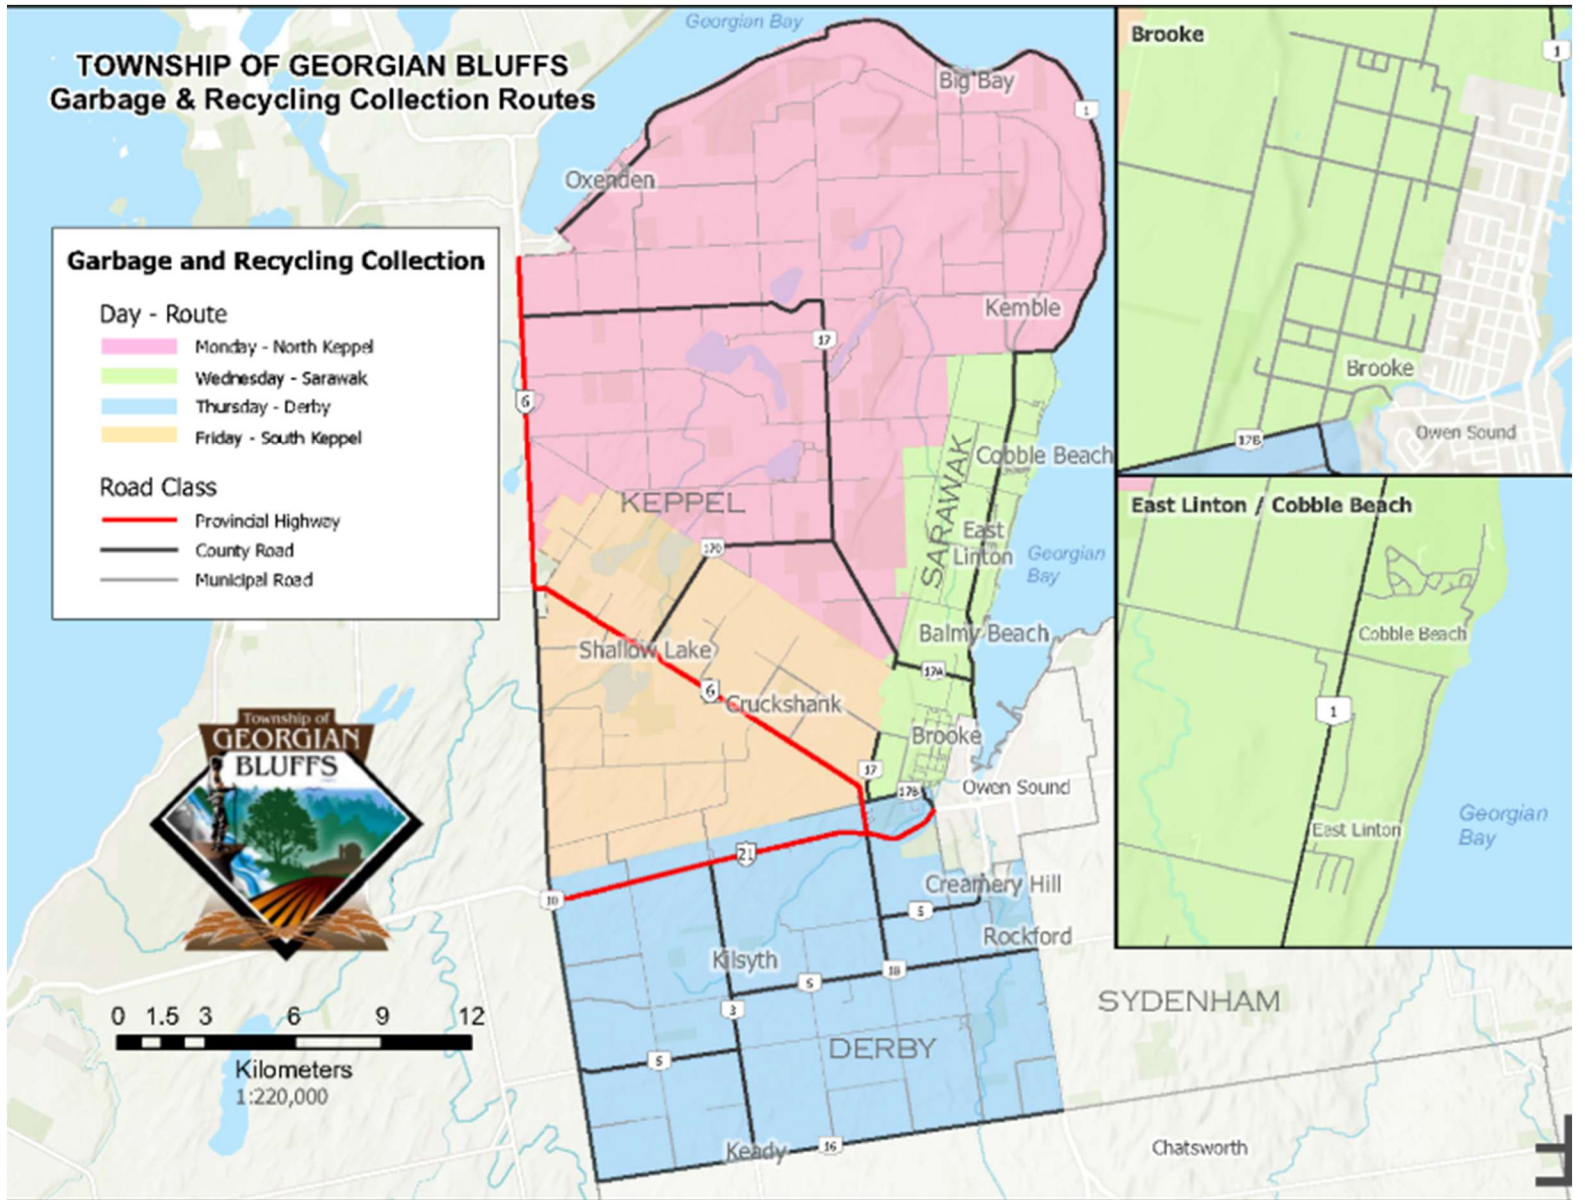 TOWNSHIP OF GEORGIAN BLUFFS
Garbage & Recycling Collection Routes
Garbage and Recycling Collection
Day - Route
Monday - North Keppel
Wednesday - Sarawak
Thursday - Derby
Friday - South Keppel
Road Class
Provincial Highway
County Road
Municipal Road
Township of
GEORGIAN
BLUFFS
0 1.5 3 6 9 12
Kilometers
1:220,000
Georgian Bay
Big Bay
1
Oxenden
Kemble
17
6
KEPPEL
SARAWAK
Cobble Beach
East
Linton
Georgian
Bay
170
Shallow Lake
Balmy Beach
17A
6
Cruckshank
Brooke
17
17B
Owen Sound
21
10
Creamery Hill
5
Rockford
Kilsyth
18
5
3
SYDENHAM
DERBY
5
Keady
16
Chatsworth
Brooke
1
Brooke
Owen Sound
17B
East Linton / Cobble Beach
Cobble Beach
1
East Linton
Georgian
Bay